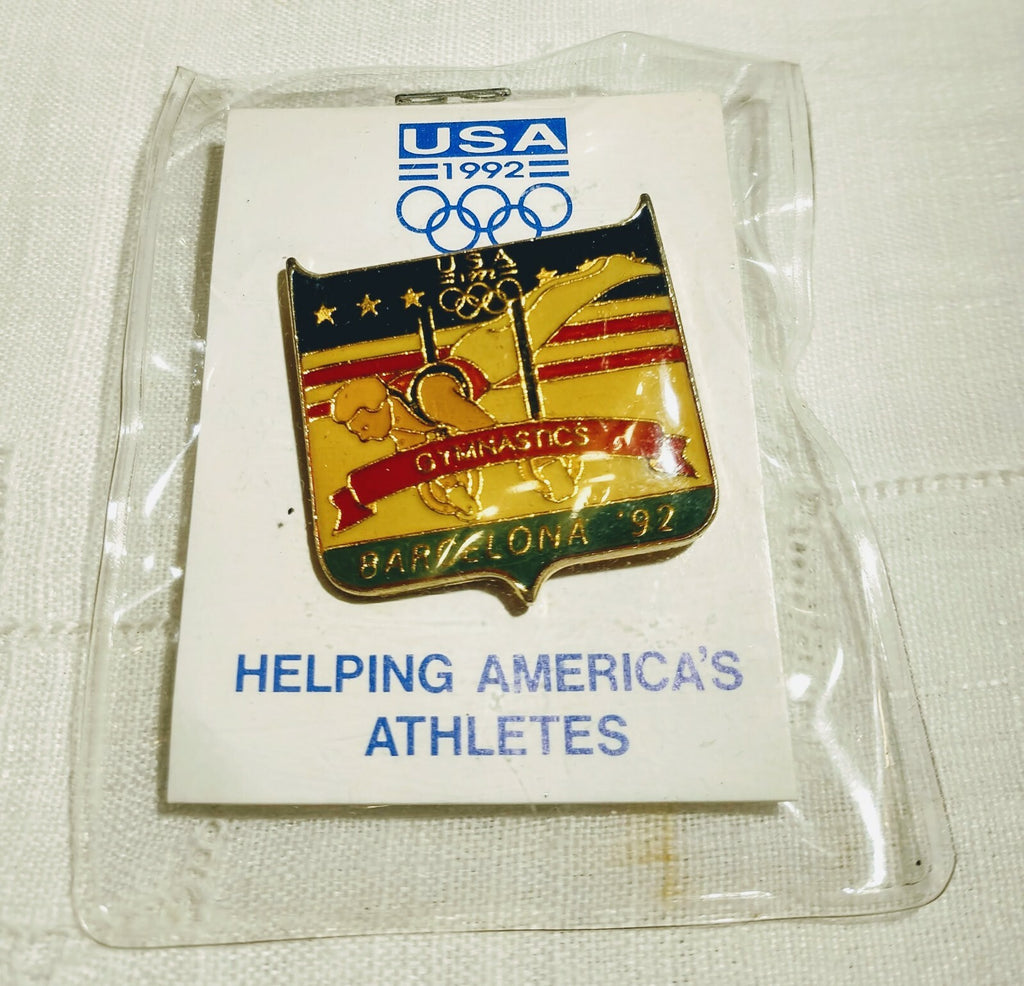 USA
1992
USA
GYMNASTICS
BARCELONA '92
HELPING AMERICA'S
ATHLETES